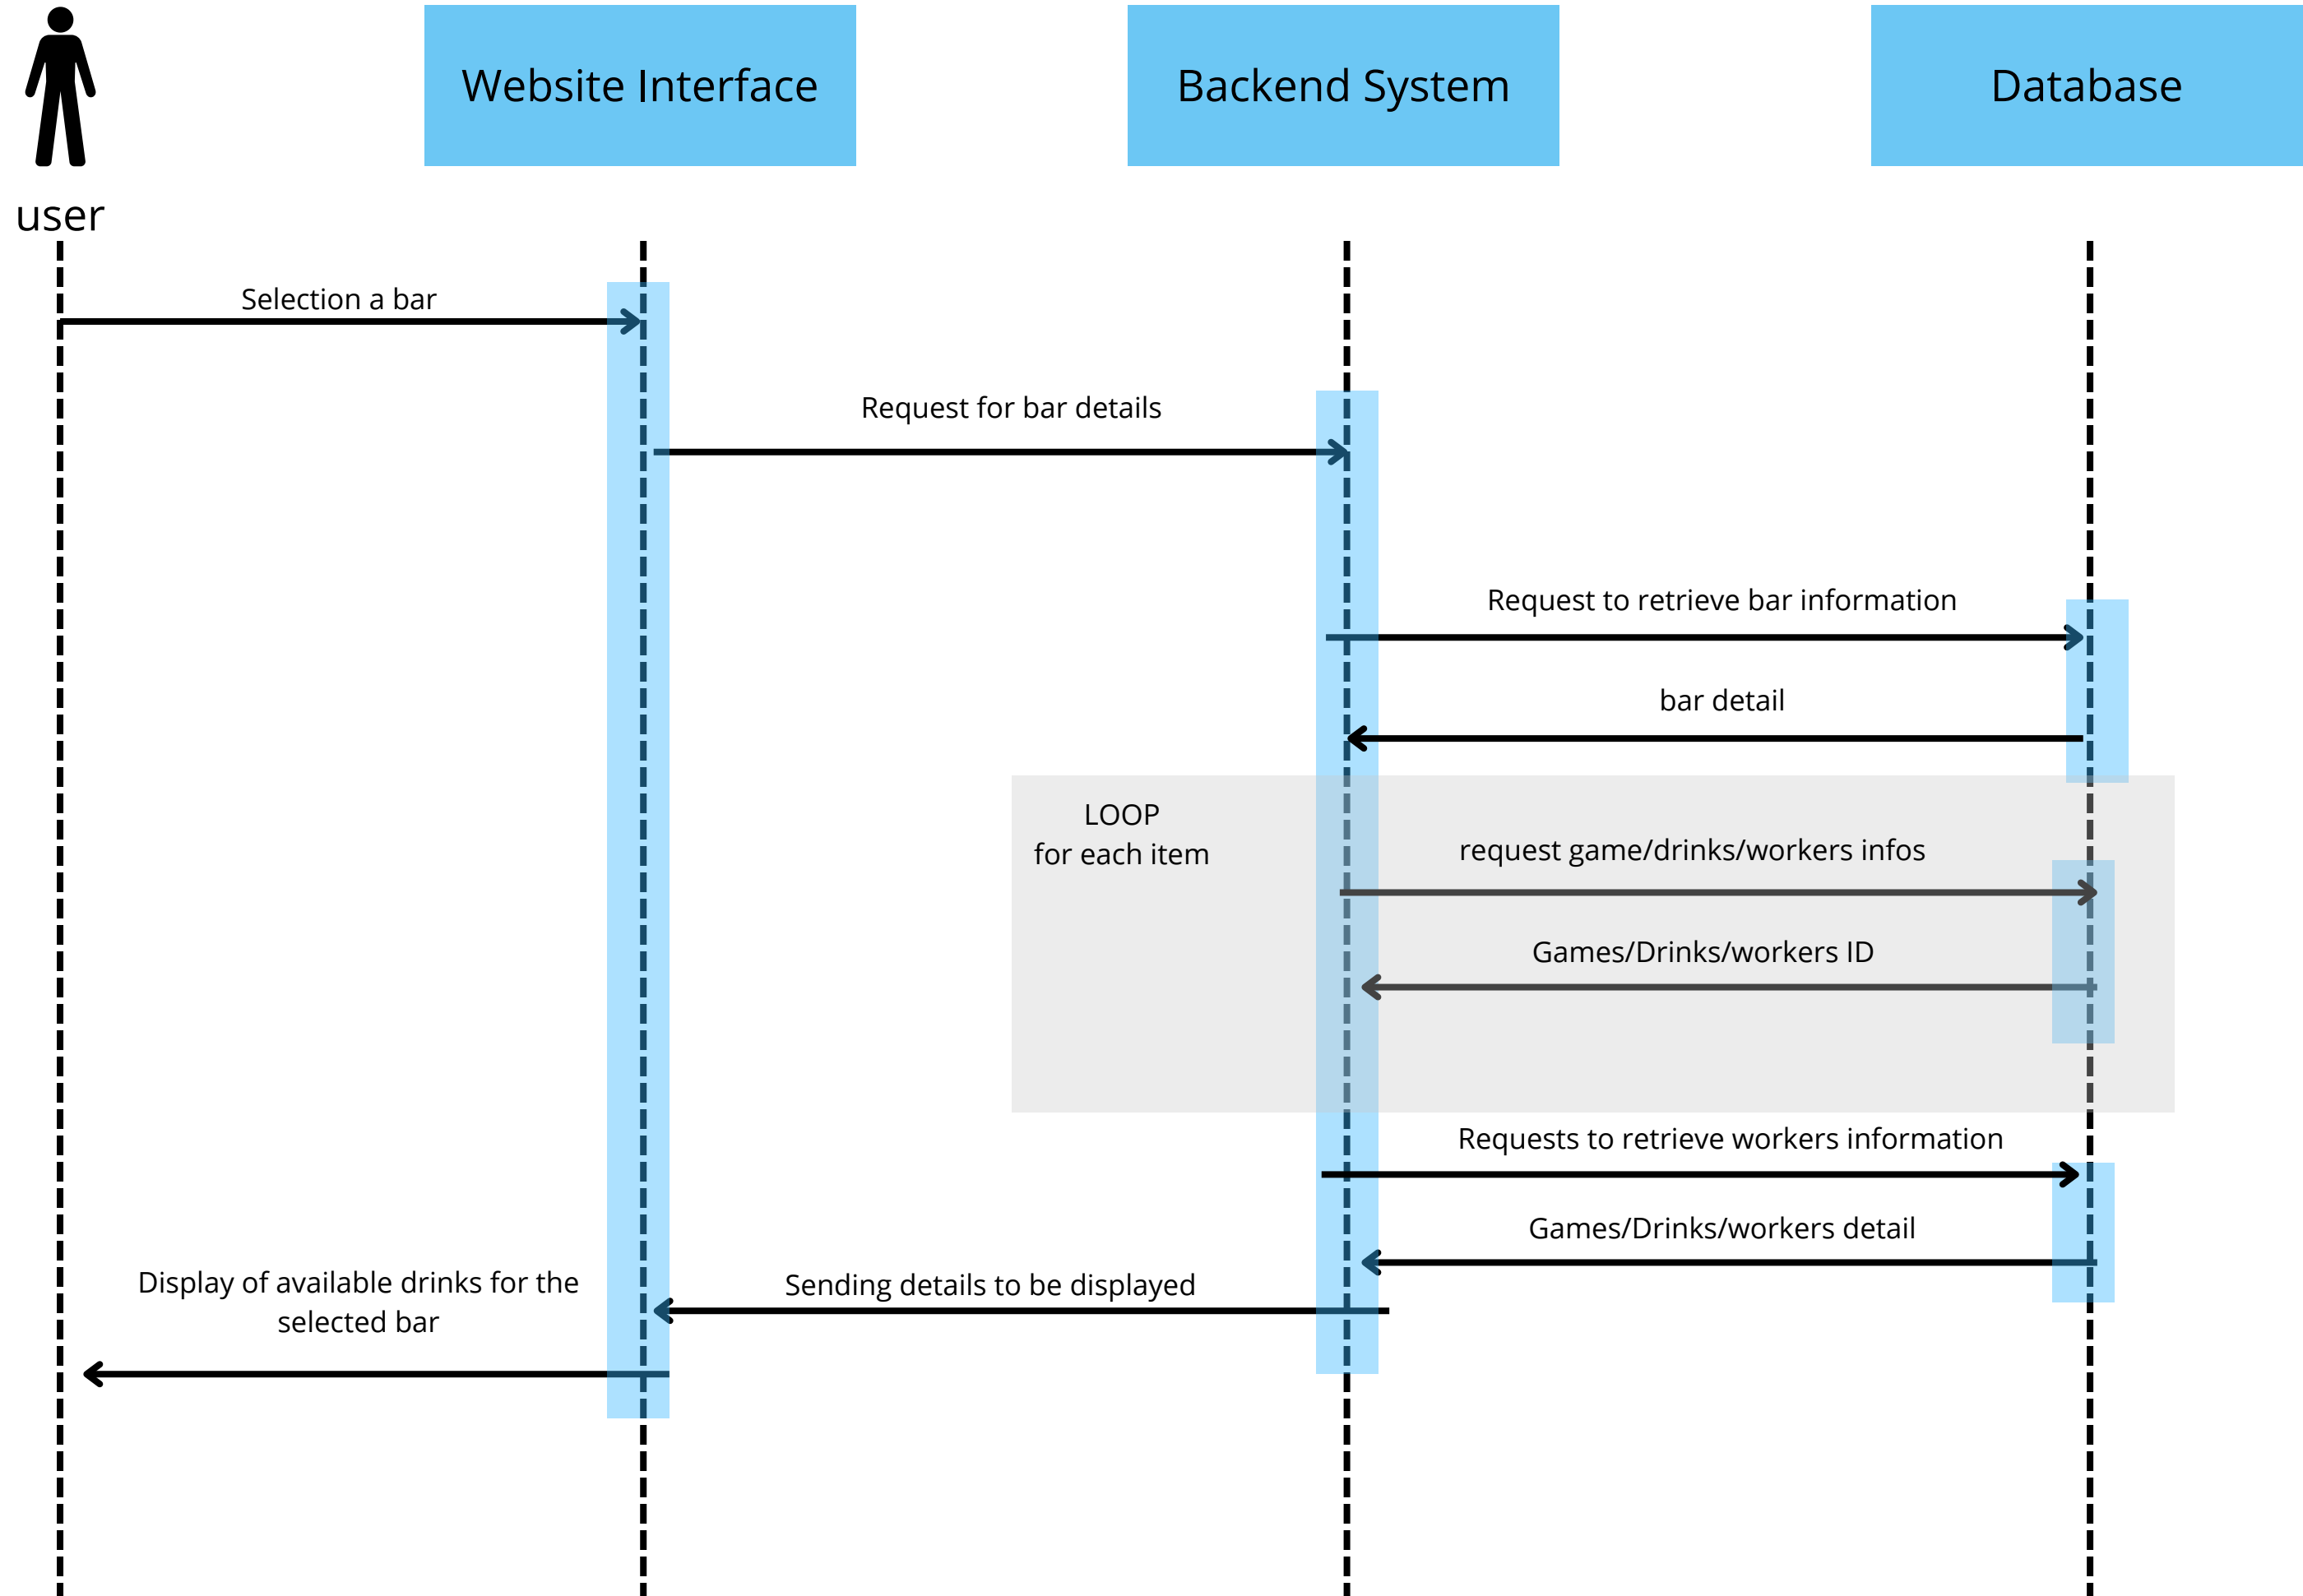 Website Interface
Backend System
Database
user
Selection a bar
Request for bar details
Request to retrieve bar information
bar detail
LOOP
for each item
request game/drinks/workers infos
Games/Drinks/workers ID
Requests to retrieve workers information
Games/Drinks/workers detail
Sending details to be displayed
Display of available drinks for the
selected bar